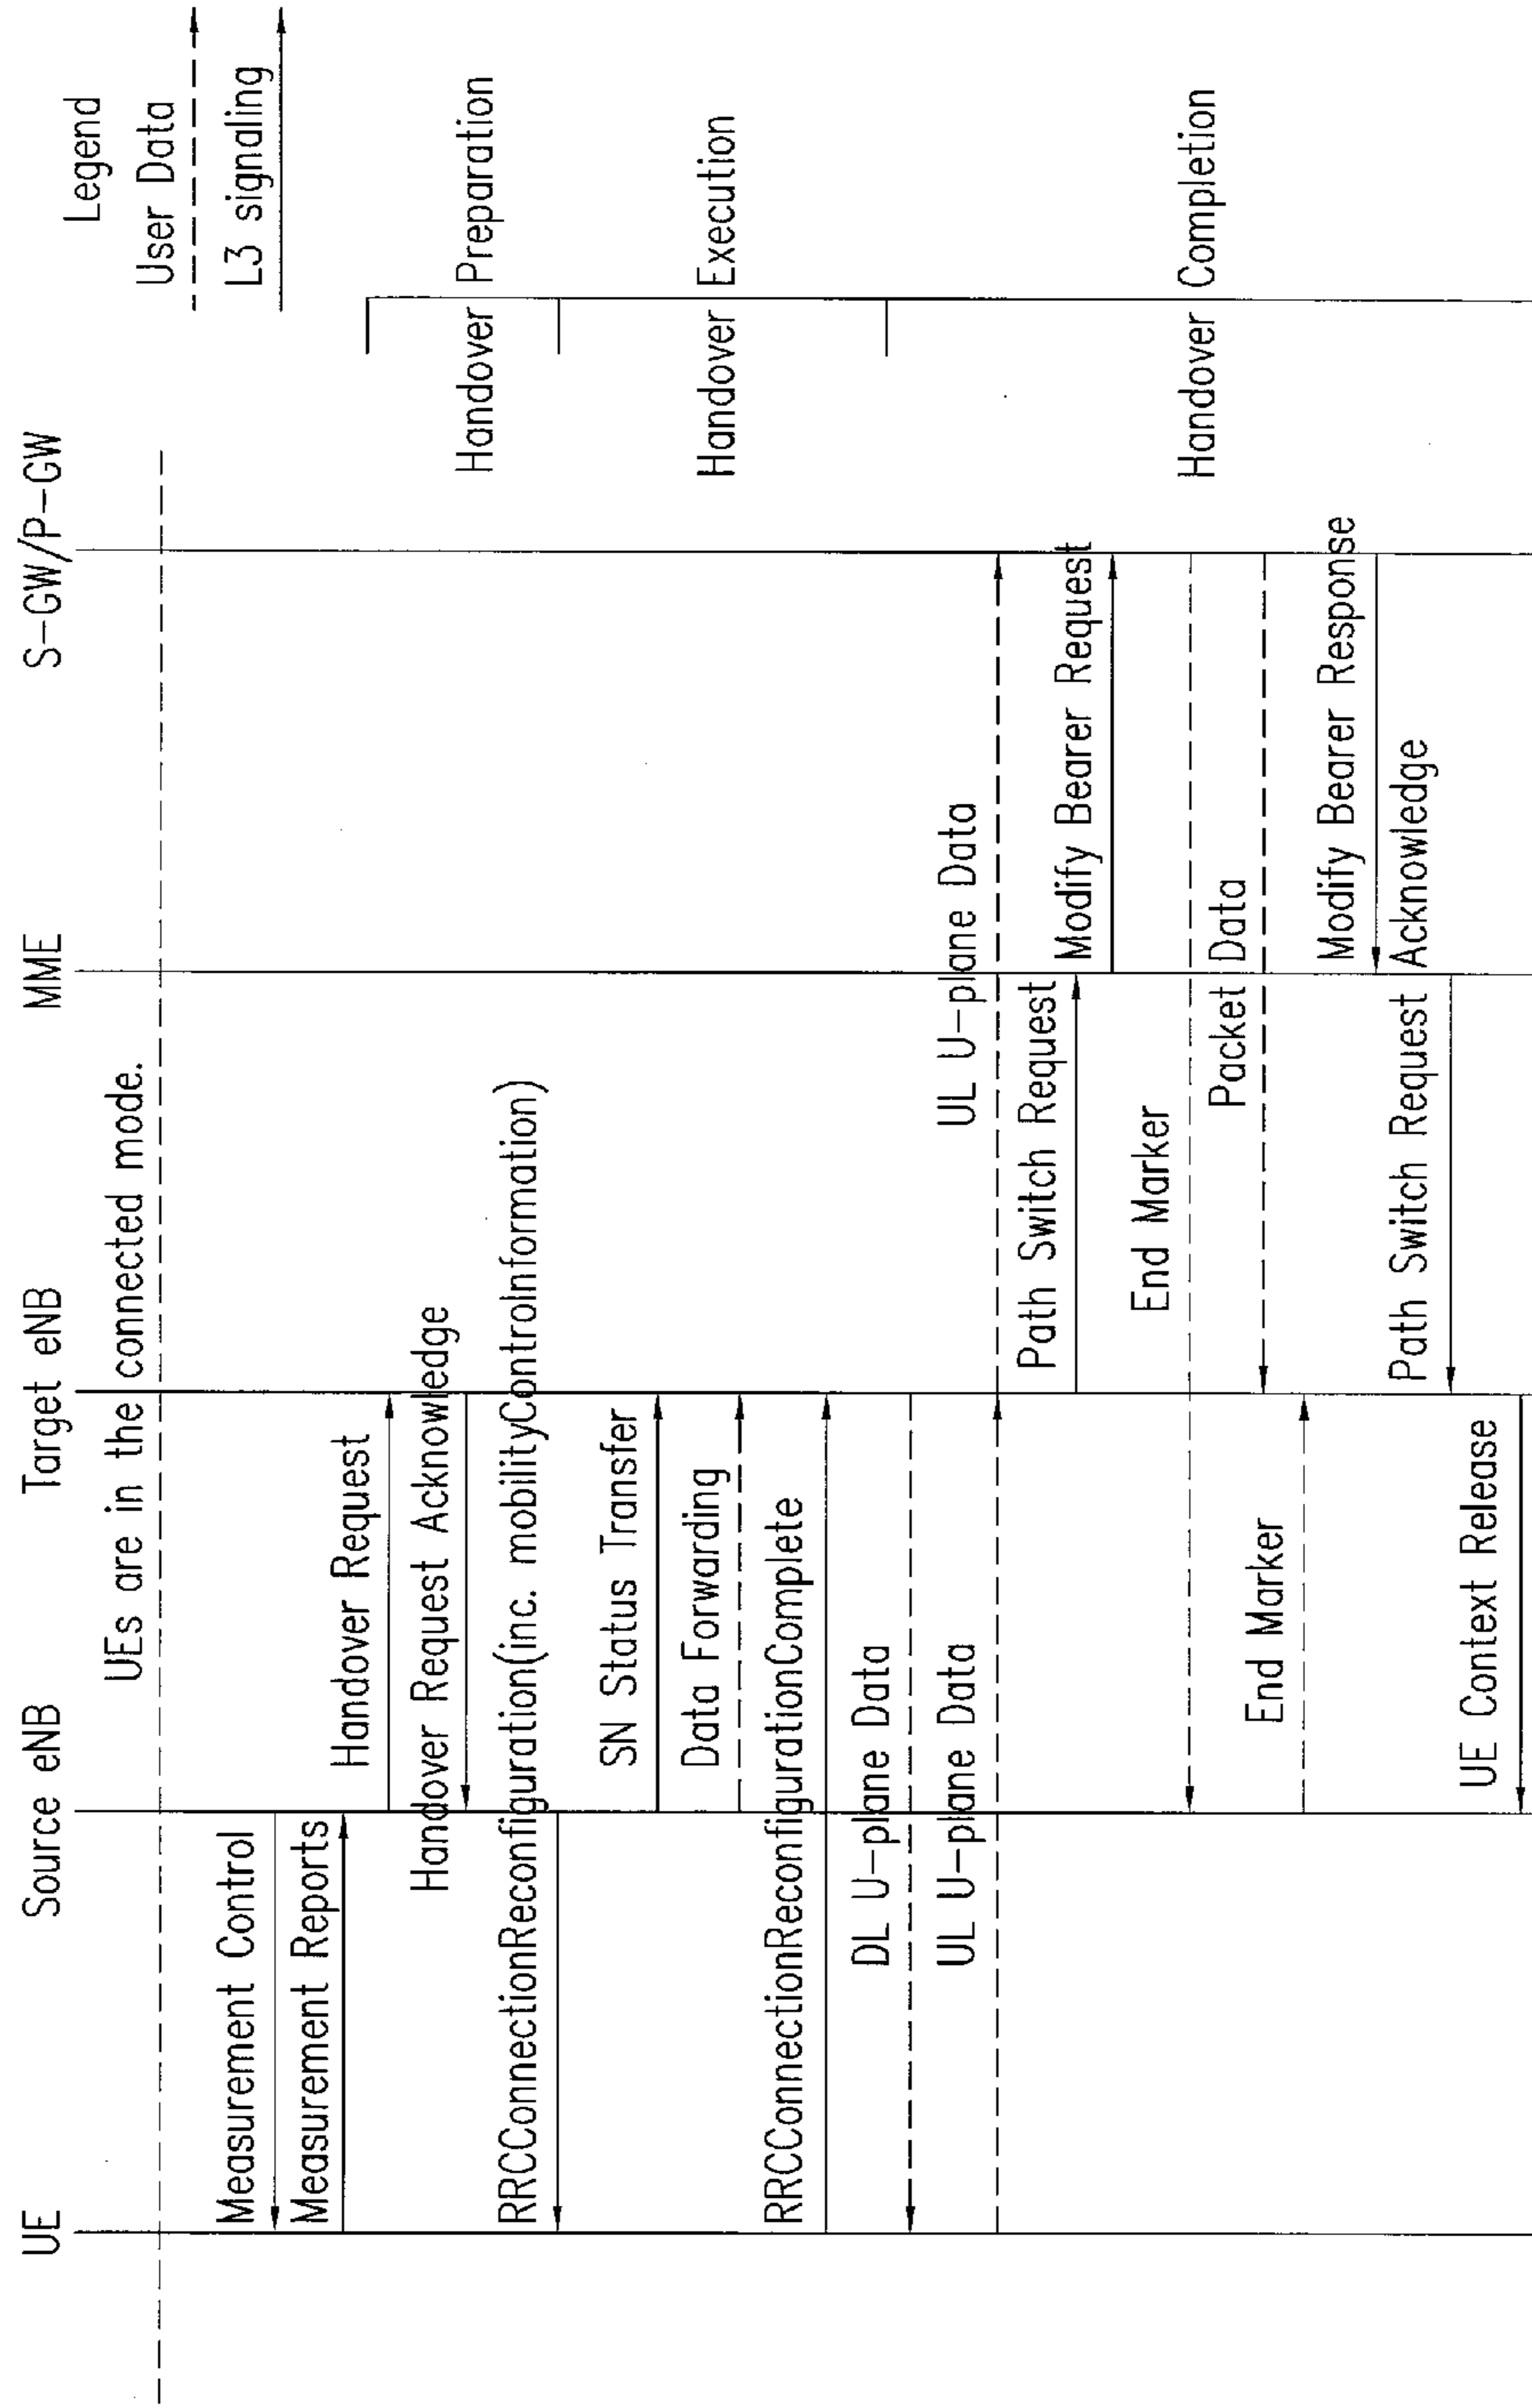 Legend
User Data
L3 signaling
UE
Source eNB
Target eNB
MME
S-GW/P-GW
UEs are in the connected mode.
Measurement Control
Measurement Reports
Handover Request
Handover Request Acknowledge
RRCConnectionReconfiguration(inc. mobilityControlInformation)
Handover Preparation
SN Status Transfer
Data Forwarding
Handover Execution
RRCConnectionReconfigurationComplete
DL U-plane Data
UL U-plane Data
UL U-plane Data
Path Switch Request
Modify Bearer Request
End Marker
Handover Completion
Packet Data
End Marker
Modify Bearer Response
Path Switch Request Acknowledge
UE Context Release